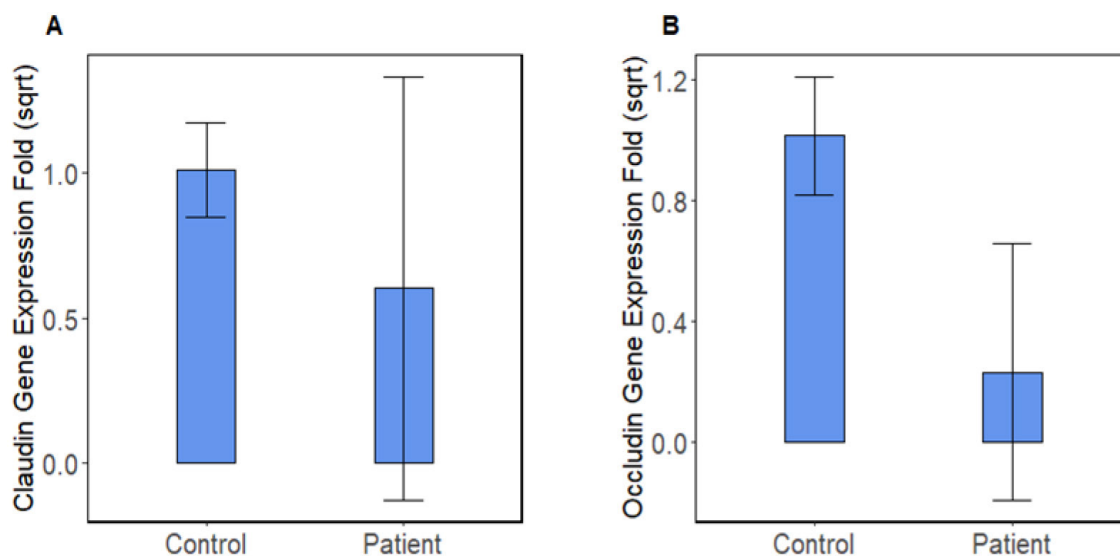 A
Claudin Gene Expression Fold (sqrt)
1.0
0.5
0.0
Control Patient
B
Occludin Gene Expression Fold (sqrt)
1.2
0.8
0.4
0.0
Control Patient